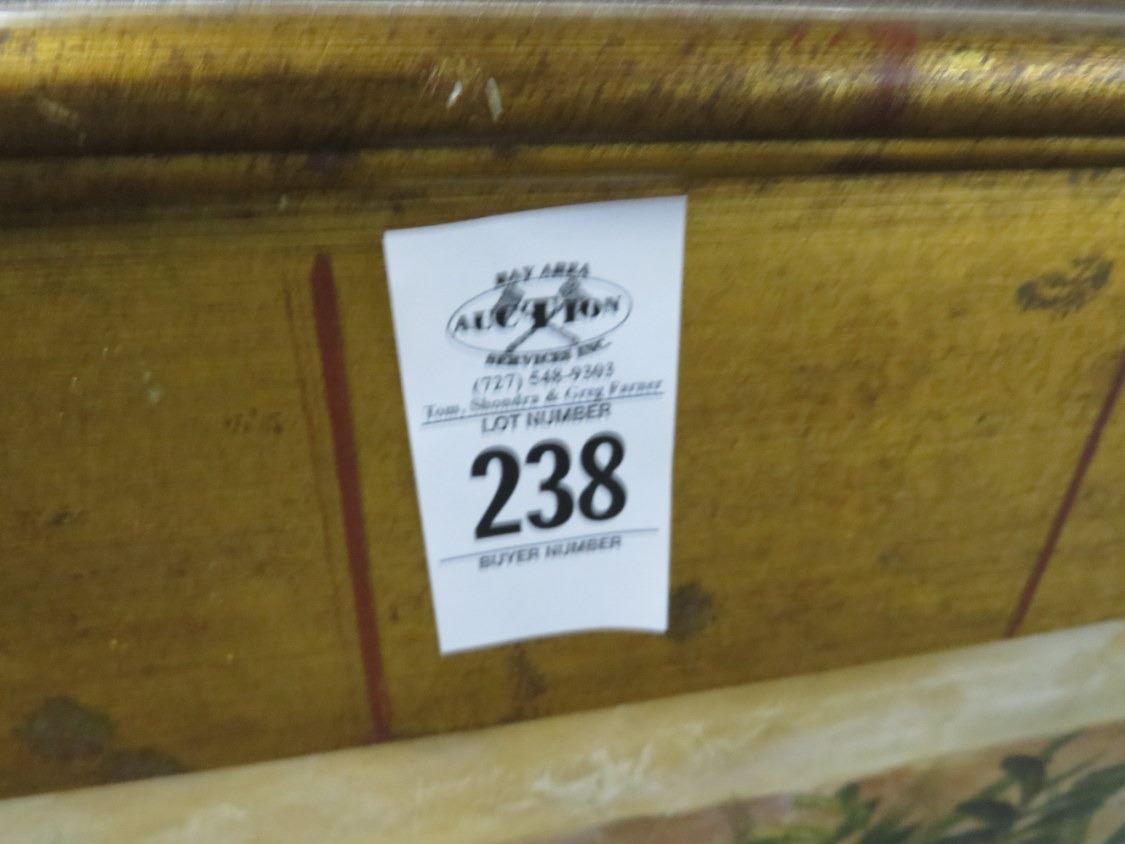 BAY AREA
AUCTION
SERVICES INC.
(727) 548-9303
Tom, Shondra & Greg Farner
LOT NUMBER
238
BUYER NUMBER